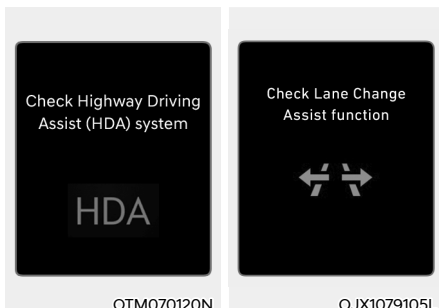 Check Highway Driving
Assist (HDA) system
HDA
OTM070120N
Check Lane Change
Assist function
OJX1079105L